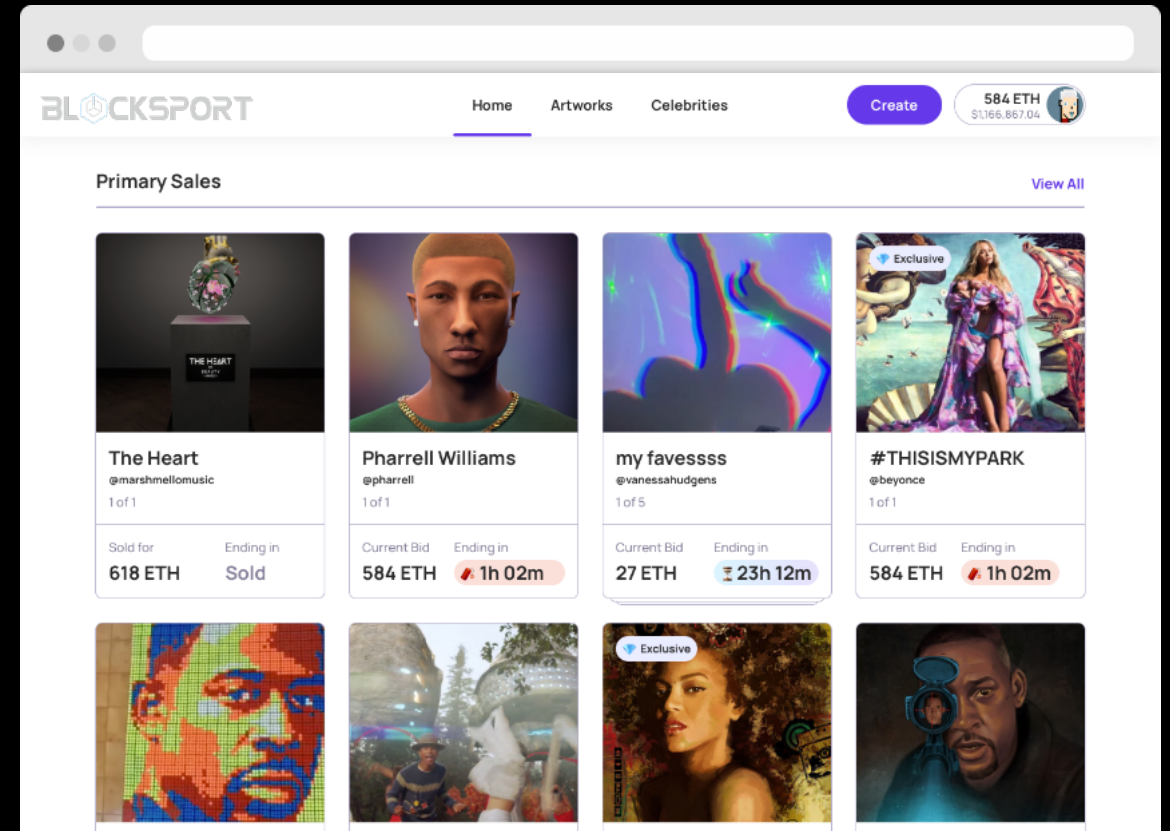 BLOCKSPORT
Home
Artworks
Celebrities
Create
584 ETH
$1,166,867.04
Primary Sales
View All
THE HEART
Exclusive
The Heart
@marshmellomusic
1 of 1
Sold for
Ending in
618 ETH
Sold
Pharrell Williams
@pharrell
1 of 1
Current Bid
Ending in
584 ETH
1h 02m
my favessss
@vanessahudgens
1 of 5
Current Bid
Ending in
27 ETH
23h 12m
#THISISMYPARK
@beyonce
1 of 1
Current Bid
Ending in
584 ETH
1h 02m
Exclusive